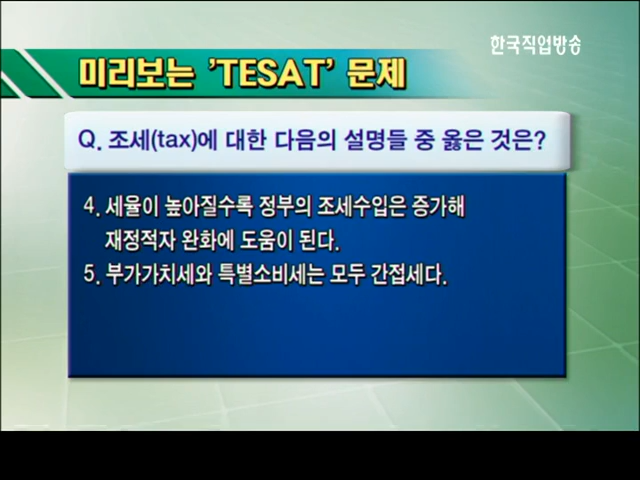 한국직업방송
미리보는 'TESAT' 문제
Q. 조세(tax)에 대한 다음의 설명들 중 옳은 것은?
4. 세율이 높아질수록 정부의 조세수입은 증가해
재정적자 완화에 도움이 된다.
5. 부가가치세와 특별소비세는 모두 간접세다.